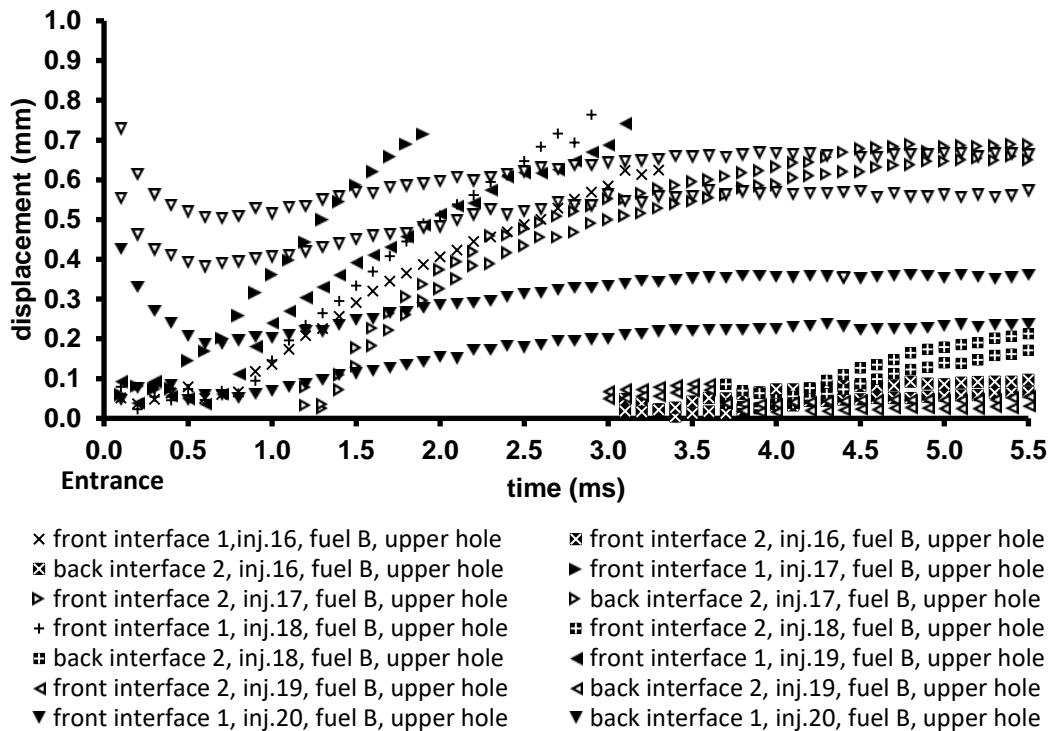 1.0
0.9
0.8
0.7
0.6
0.5
0.4
0.3
0.2
0.1
0.0
displacement (mm)
0.0 0.5 1.0 1.5 2.0 2.5 3.0 3.5 4.0 4.5 5.0 5.5
Entrance
time (ms)
front interface 1,inj.16, fuel B, upper hole
front interface 2, inj.16, fuel B, upper hole
back interface 2, inj.16, fuel B, upper hole
front interface 1, inj.17, fuel B, upper hole
front interface 2, inj.17, fuel B, upper hole
back interface 2, inj.17, fuel B, upper hole
front interface 1, inj.18, fuel B, upper hole
front interface 2, inj.18, fuel B, upper hole
back interface 2, inj.18, fuel B, upper hole
front interface 1, inj.19, fuel B, upper hole
front interface 2, inj.19, fuel B, upper hole
back interface 2, inj.19, fuel B, upper hole
front interface 1, inj.20, fuel B, upper hole
back interface 1, inj.20, fuel B, upper hole